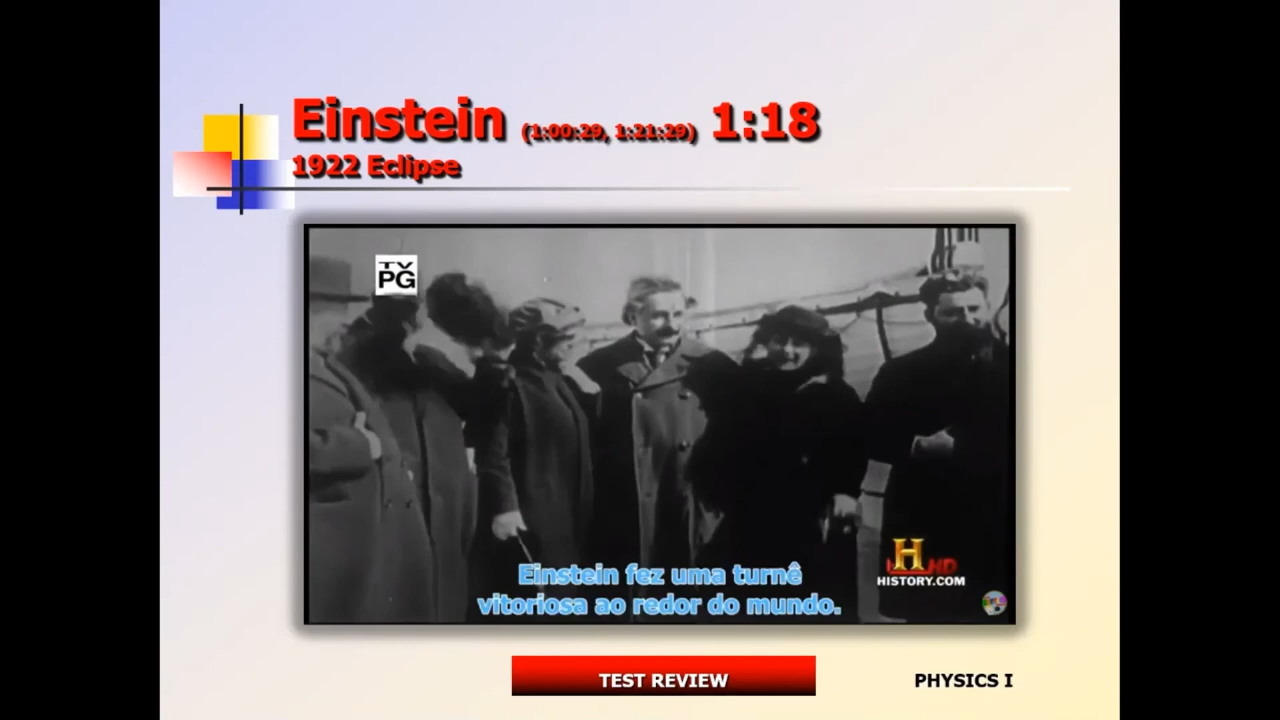 Einstein (1:00:29, 1:21:29) 1:18
1922 Eclipse
TV
PG
H HD
HISTORY.COM
Einstein fez uma turnê
vitoriosa ao redor do mundo.
TEST REVIEW
PHYSICS I